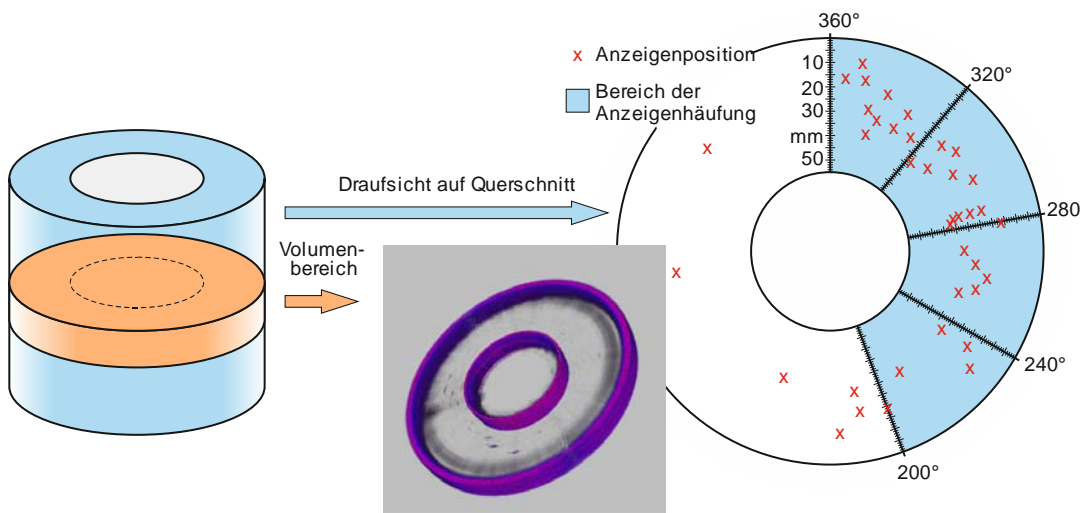 360°
x Anzeigenposition
10
320°
20
Bereich der
Anzeigenhäufung
30
mm
50
Draufsicht auf Querschnitt
280
Volumen-
bereich
240°
200°